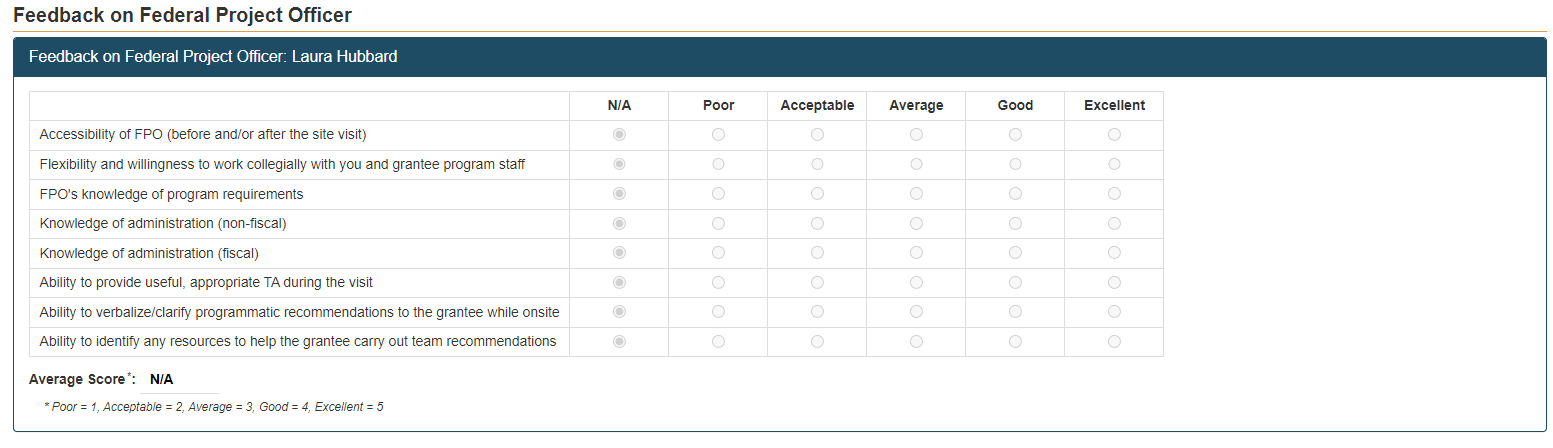 Feedback on Federal Project Officer
Feedback on Federal Project Officer: Laura Hubbard
N/A Poor Acceptable Average Good Excellent
Accessibility of FPO (before and/or after the site visit)
Flexibility and willingness to work collegially with you and grantee program staff
FPO's knowledge of program requirements
Knowledge of administration (non-fiscal)
Knowledge of administration (fiscal)
Ability to provide useful, appropriate TA during the visit
Ability to verbalize/clarify programmatic recommendations to the grantee while onsite
Ability to identify any resources to help the grantee carry out team recommendations
Average Score*: N/A
* Poor = 1, Acceptable = 2, Average = 3, Good = 4, Excellent = 5